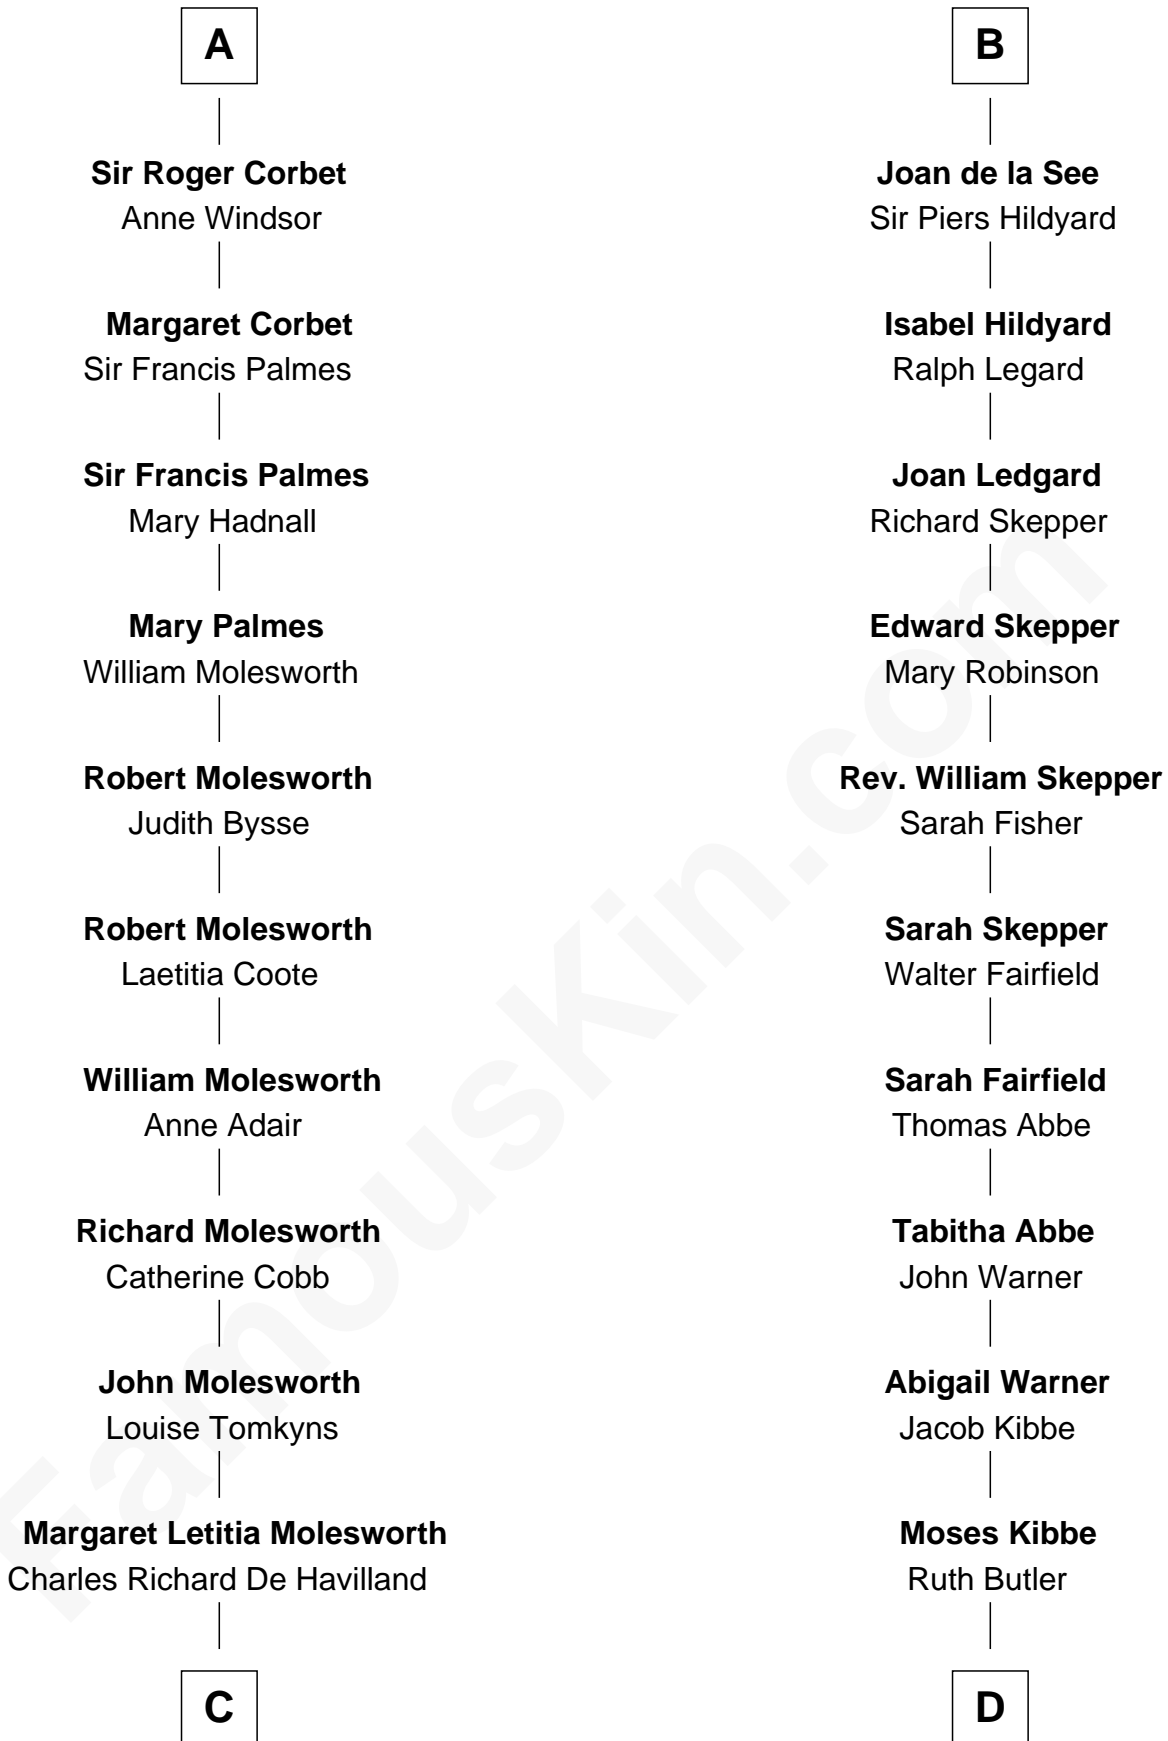 A
Sir Roger Corbet
Anne Windsor
Margaret Corbet
Sir Francis Palmes
Sir Francis Palmes
Mary Hadnall
Mary Palmes
William Molesworth
Robert Molesworth
Judith Bysse
Robert Molesworth
Laetitia Coote
William Molesworth
Anne Adair
Richard Molesworth
Catherine Cobb
John Molesworth
Louise Tomkyns
Margaret Letitia Molesworth
Charles Richard De Havilland
C
B
Joan de la See
Sir Piers Hildyard
Isabel Hildyard
Ralph Legard
Joan Ledgard
Richard Skepper
Edward Skepper
Mary Robinson
Rev. William Skepper
Sarah Fisher
Sarah Skepper
Walter Fairfield
Sarah Fairfield
Thomas Abbe
Tabitha Abbe
John Warner
Abigail Warner
Jacob Kibbe
Moses Kibbe
Ruth Butler
D
FamousKin.com